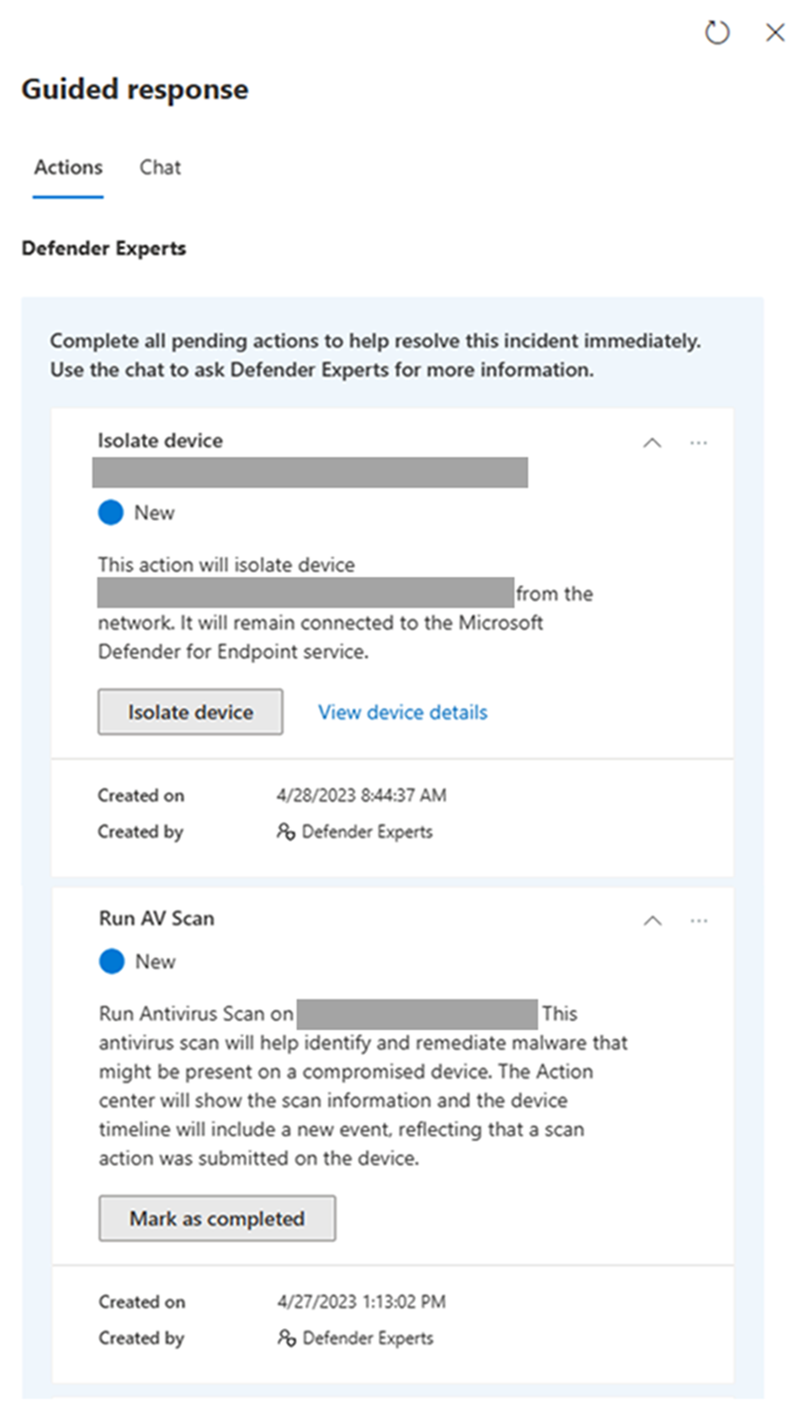 Guided response
Actions Chat
Defender Experts
Complete all pending actions to help resolve this incident immediately.
Use the chat to ask Defender Experts for more information.
Isolate device
New
This action will isolate device
from the
network. It will remain connected to the Microsoft
Defender for Endpoint service.
Isolate device View device details
Created on 4/28/2023 8:44:37 AM
Created by Defender Experts
Run AV Scan
New
Run Antivirus Scan on This
antivirus scan will help identify and remediate malware that
might be present on a compromised device. The Action
center will show the scan information and the device
timeline will include a new event, reflecting that a scan
action was submitted on the device.
Mark as completed
Created on 4/27/2023 1:13:02 PM
Created by Defender Experts